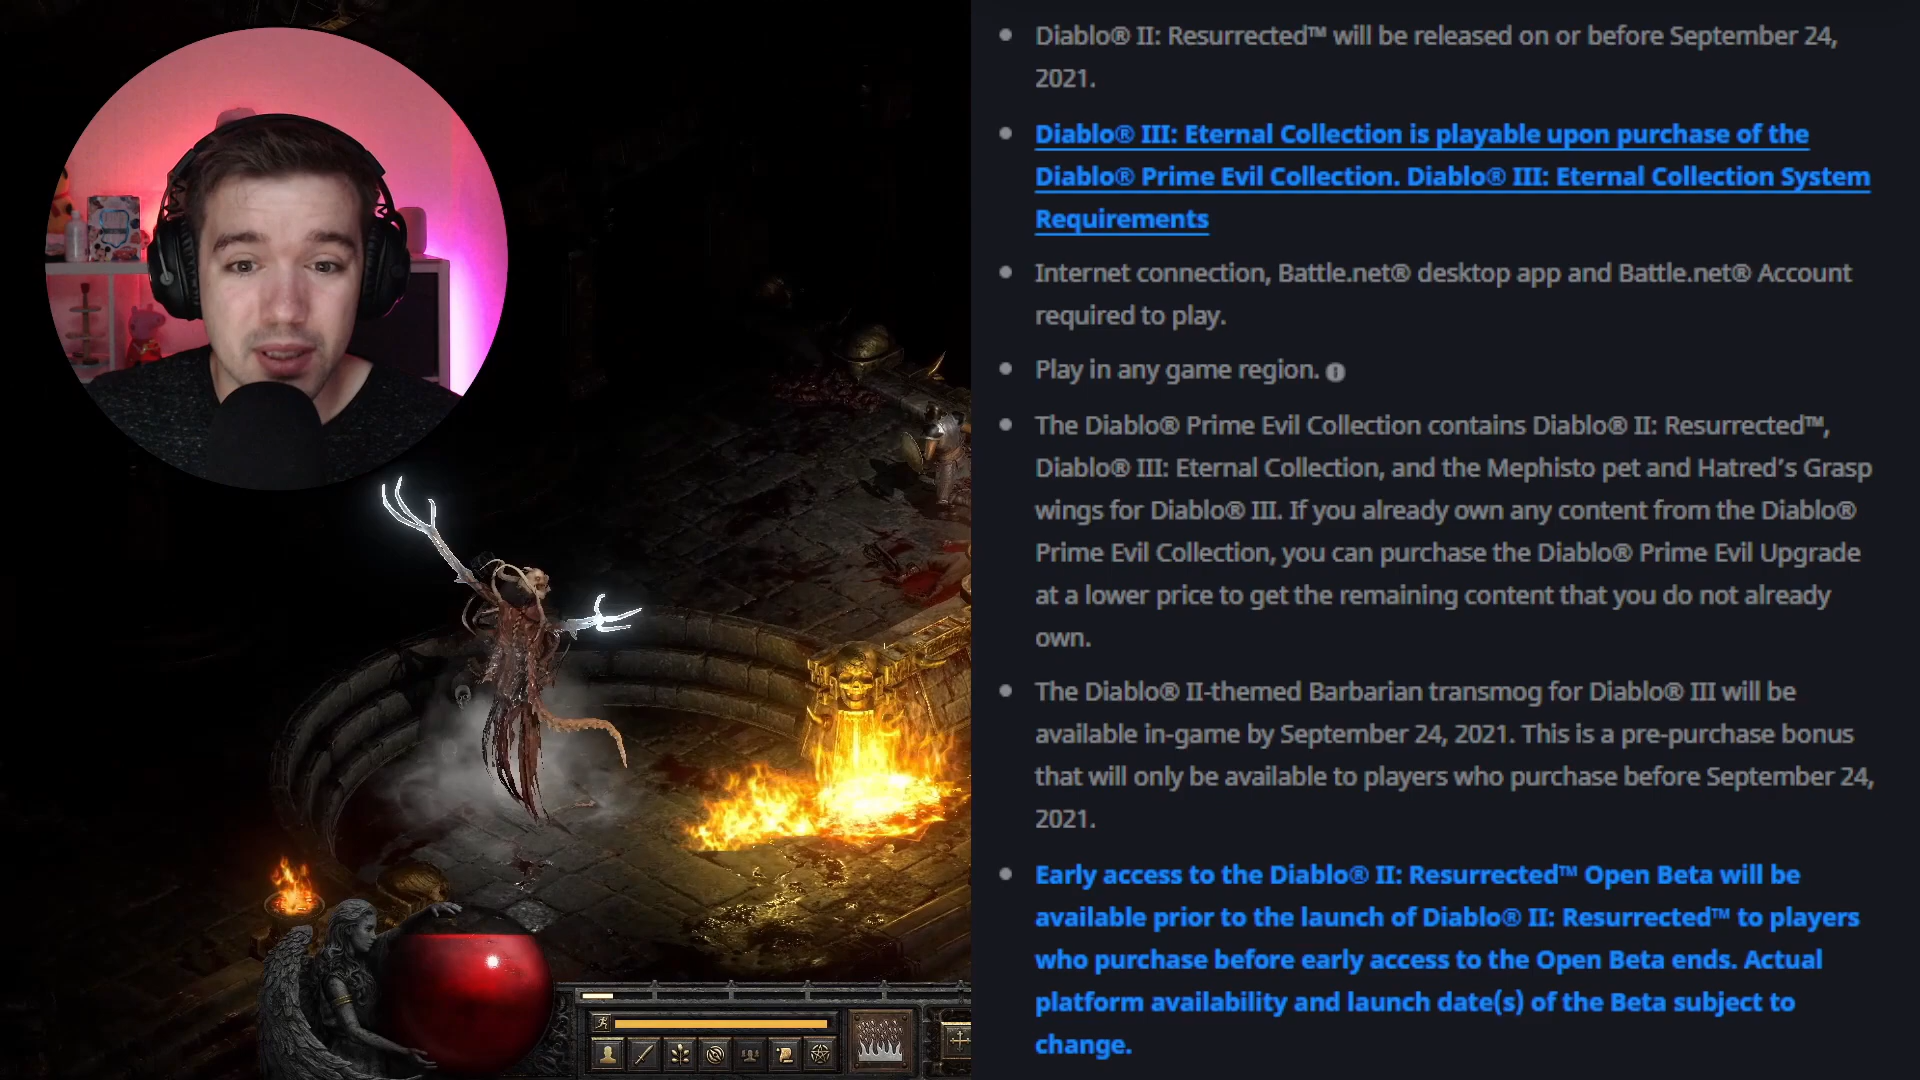 Diablo® II: Resurrected™ will be released on or before September 24,
2021.
Diablo® III: Eternal Collection is playable upon purchase of the
Diablo® Prime Evil Collection. Diablo® III: Eternal Collection System
Requirements
Internet connection, Battle.net® desktop app and Battle.net® Account
required to play.
Play in any game region.
The Diablo® Prime Evil Collection contains Diablo® II: Resurrected™,
Diablo® III: Eternal Collection, and the Mephisto pet and Hatred’s Grasp
wings for Diablo® III. If you already own any content from the Diablo®
Prime Evil Collection, you can purchase the Diablo® Prime Evil Upgrade
at a lower price to get the remaining content that you do not already
own.
The Diablo® II-themed Barbarian transmog for Diablo® III will be
available in-game by September 24, 2021. This is a pre-purchase bonus
that will only be available to players who purchase before September 24,
2021.
Early access to the Diablo® II: Resurrected™ Open Beta will be
available prior to the launch of Diablo® II: Resurrected™ to players
who purchase before early access to the Open Beta ends. Actual
platform availability and launch date(s) of the Beta subject to
change.